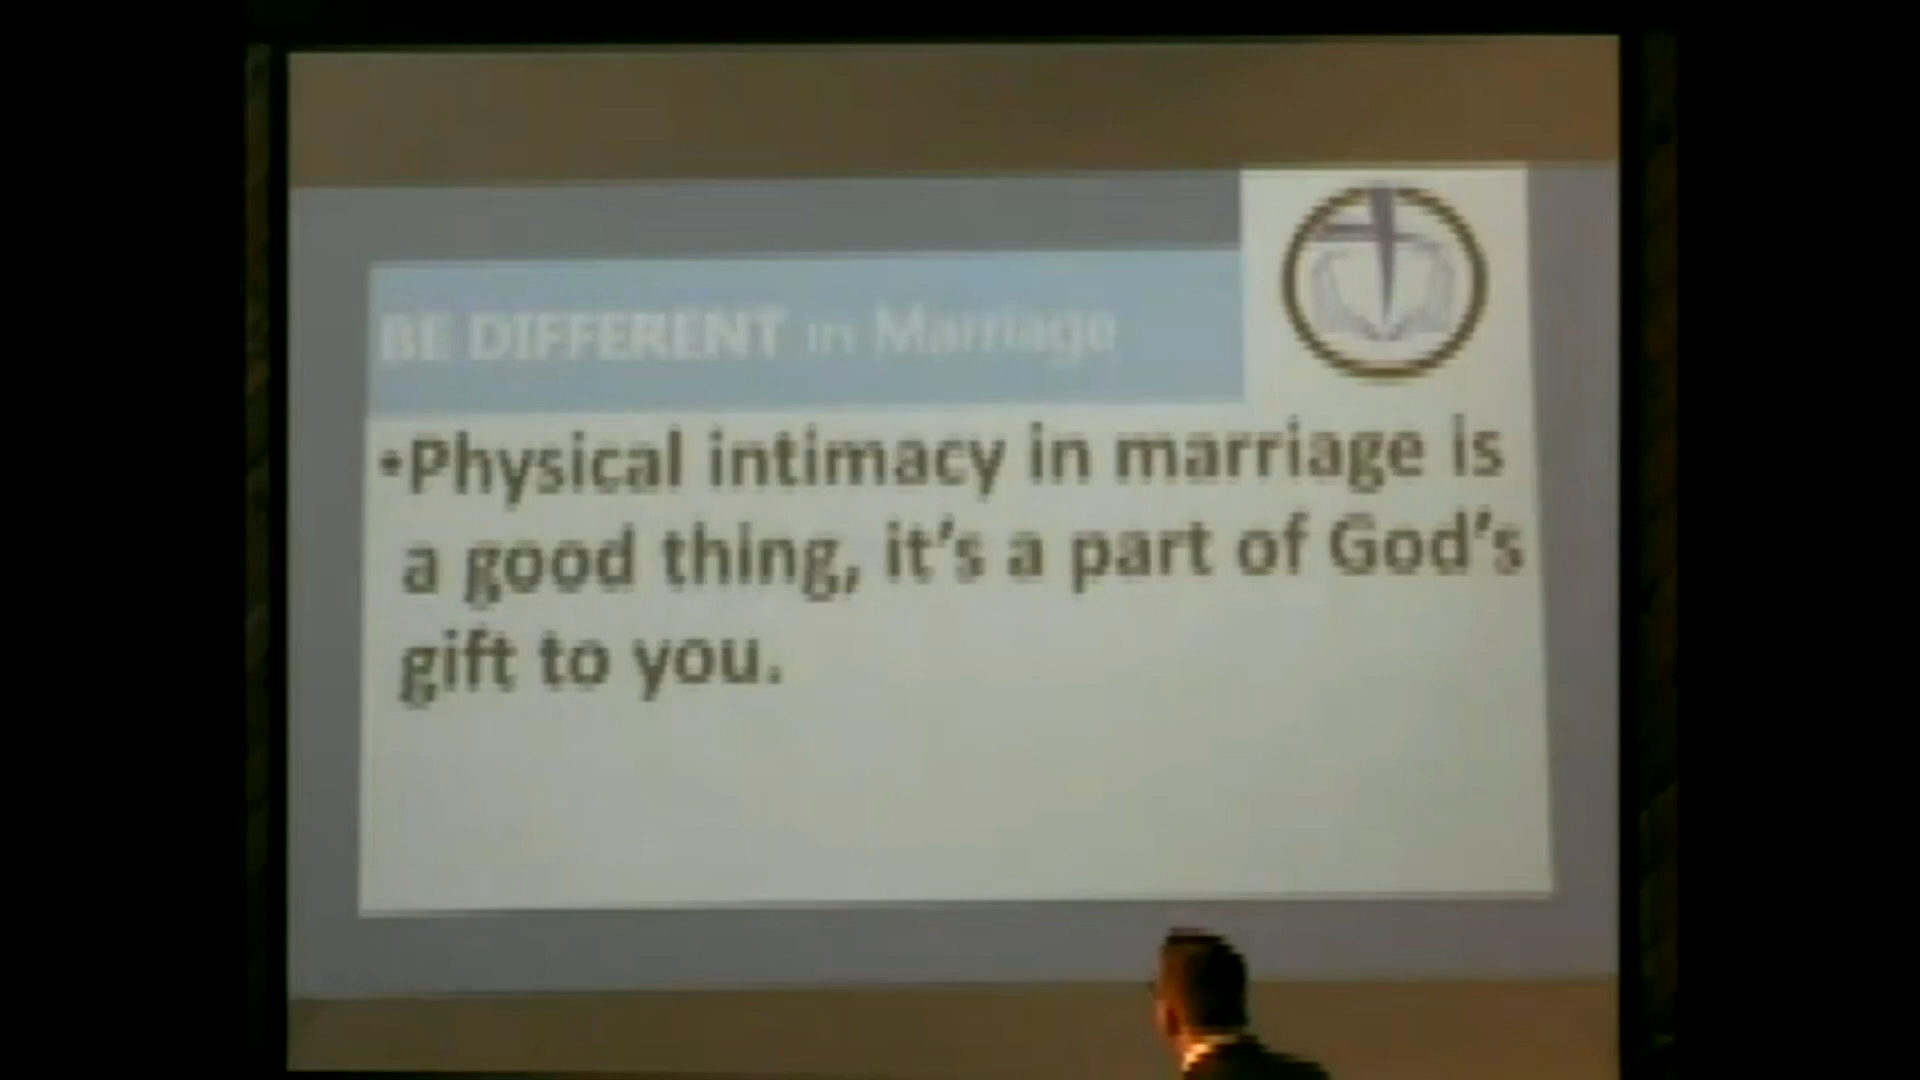 BE DIFFERENT in Marriage
•Physical intimacy in marriage is
a good thing, it's a part of God's
gift to you.